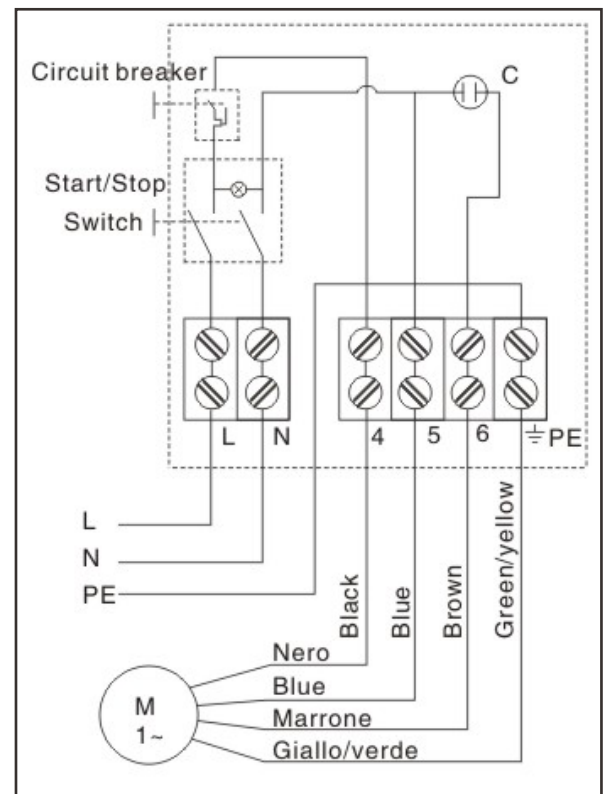 Circuit breaker
C
Start/Stop
Switch
L N 4 5 6 PE
L
N
PE
Black
Blue
Brown
Green/yellow
Nero
Blue
Marrone
Giallo/verde
M
1~